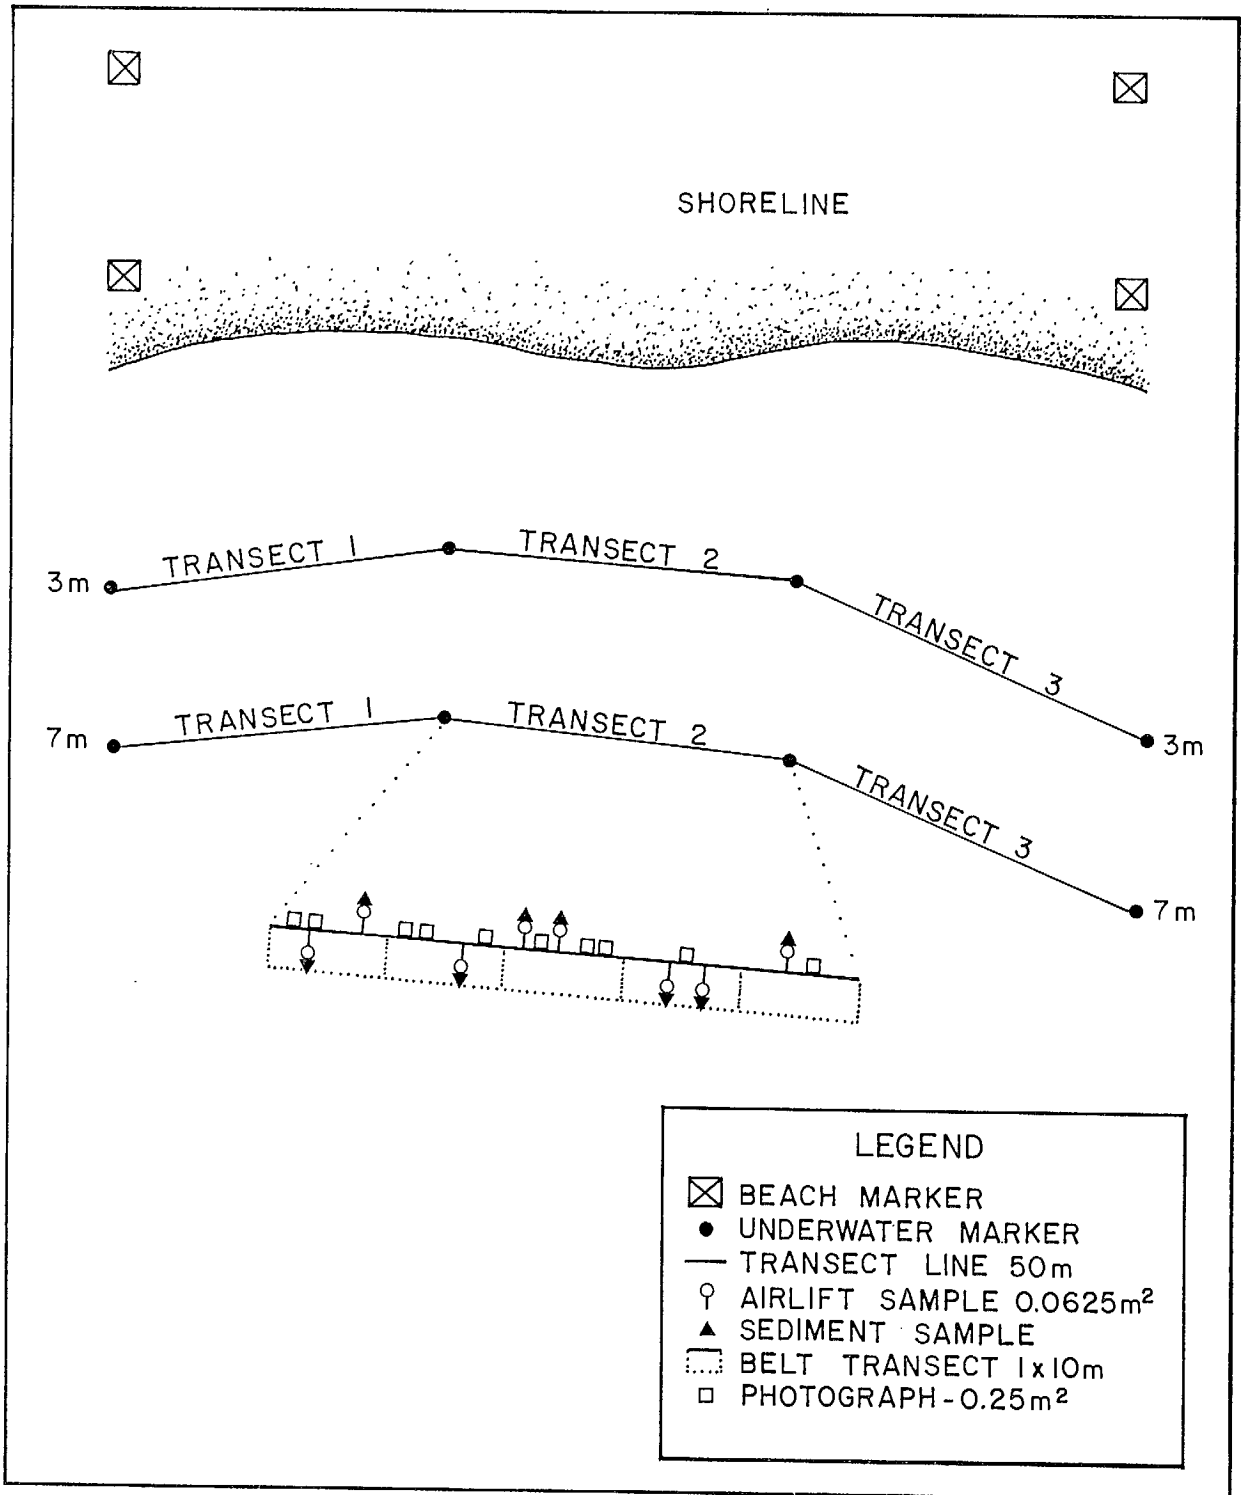 SHORELINE
TRANSECT 1
TRANSECT 2
3m
TRANSECT 3
3m
TRANSECT 1
TRANSECT 2
7m
TRANSECT 3
7m
LEGEND
BEACH MARKER
UNDERWATER MARKER
TRANSECT LINE 50m
AIRLIFT SAMPLE 0.0625m²
SEDIMENT SAMPLE
BELT TRANSECT 1x10m
PHOTOGRAPH-0.25m²